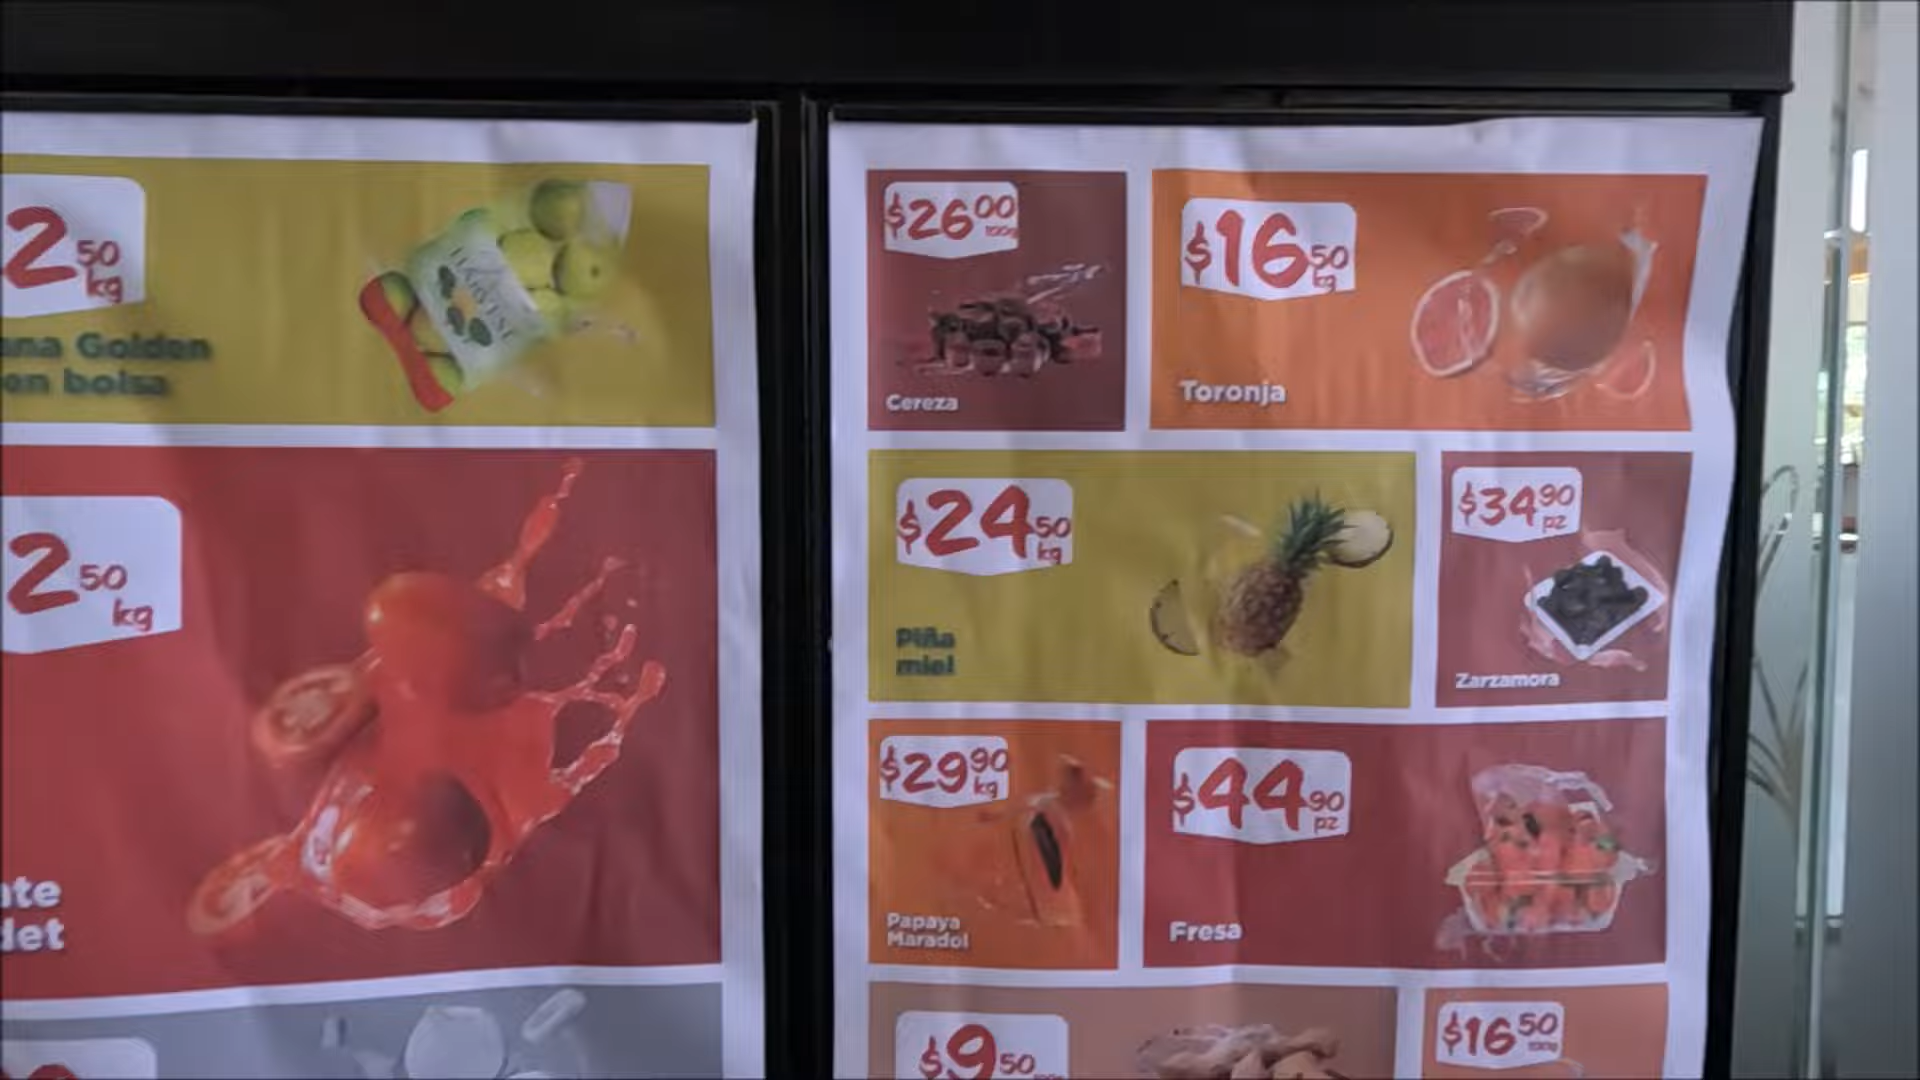 2 50
kg
ana Golden
en bolsa
HARVEST
2 50
kg
ate
det
$26 00
100g
Cereza
$16 50
kg
Toronja
$24 50
kg
Piña
miel
$34 90
pz
Zarzamora
$29 90
kg
Papaya
Maradol
$44 90
pz
Fresa
$9 50
$16 50
100g